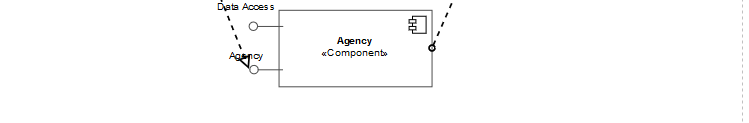 Data Access
Agency
«Component»
Agency